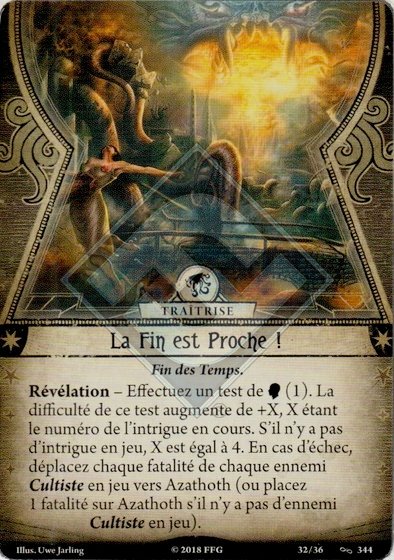 TRAÎTRISE
La Fin est Proche !
Fin des Temps.
Révélation – Effectuez un test de (1). La
difficulté de ce test augmente de +X, X étant
le numéro de l'intrigue en cours. S'il n'y a pas
d'intrigue en jeu, X est égal à 4. En cas d'échec,
déplacez chaque fatalité de chaque ennemi
Cultiste en jeu vers Azathoth (ou placez
1 fatalité sur Azathoth s'il n'y a pas d'ennemi
Cultiste en jeu).
Illus. Uwe Jarling © 2018 FFG 32/36 344